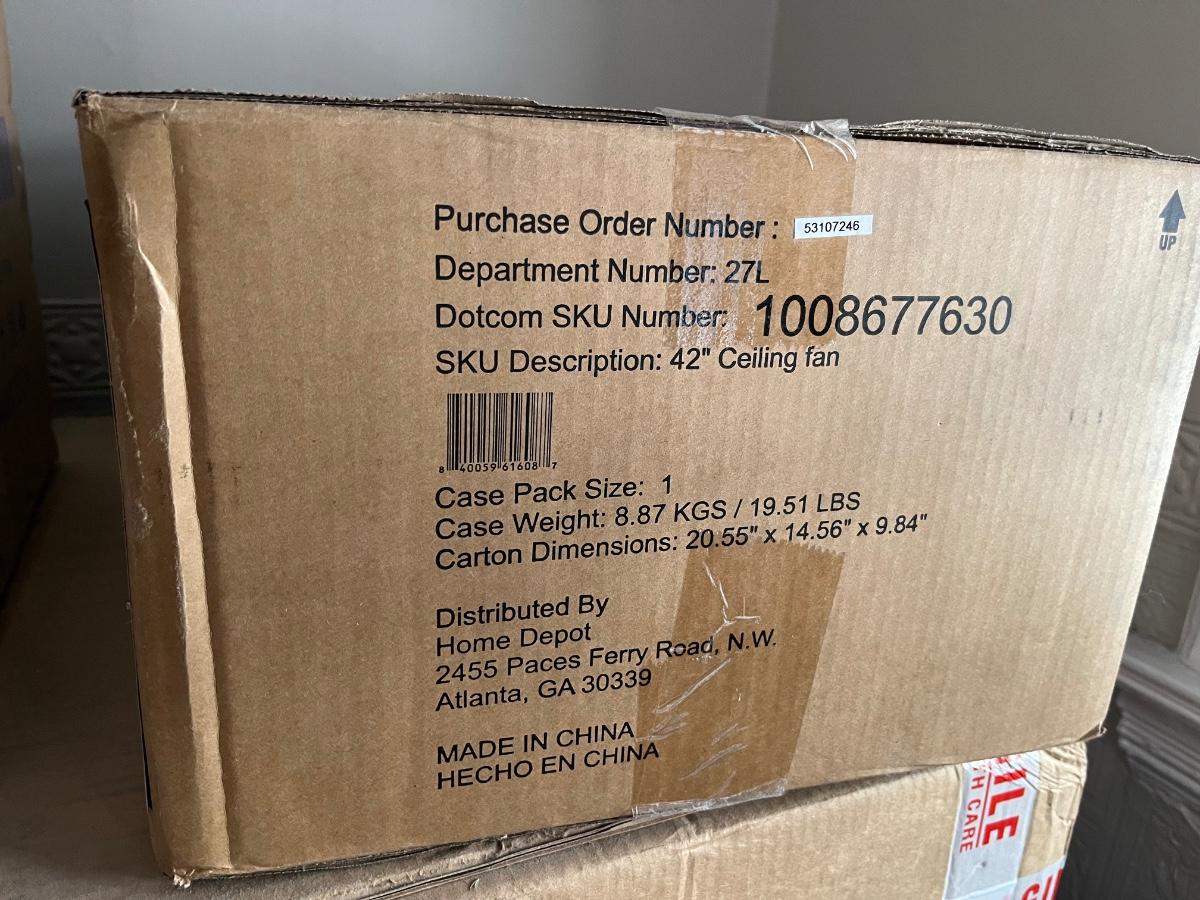 Purchase Order Number : 53107246
UP
Department Number: 27L
Dotcom SKU Number: 1008677630
SKU Description: 42" Ceiling fan
8 40059 61608 7
Case Pack Size: 1
Case Weight: 8.87 KGS / 19.51 LBS
Carton Dimensions: 20.55" x 14.56" x 9.84"
Distributed By
Home Depot
2455 Paces Ferry Road, N.W.
Atlanta, GA 30339
MADE IN CHINA
HECHO EN CHINA
CARE